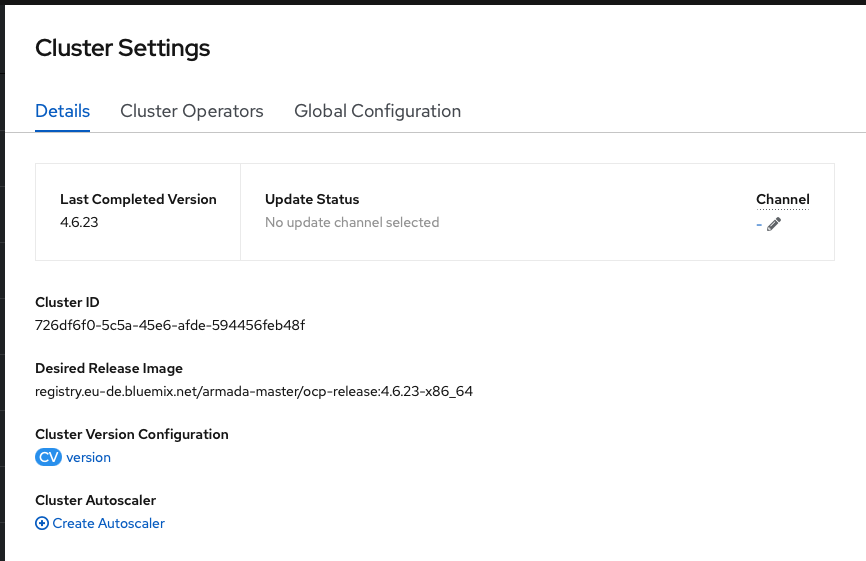 Cluster Settings
Details Cluster Operators Global Configuration
Last Completed Version
4.6.23
Update Status
No update channel selected
Channel
-
Cluster ID
726df6f0-5c5a-45e6-afde-594456feb48f
Desired Release Image
registry.eu-de.bluemix.net/armada-master/ocp-release:4.6.23-x86_64
Cluster Version Configuration
CV version
Cluster Autoscaler
Create Autoscaler